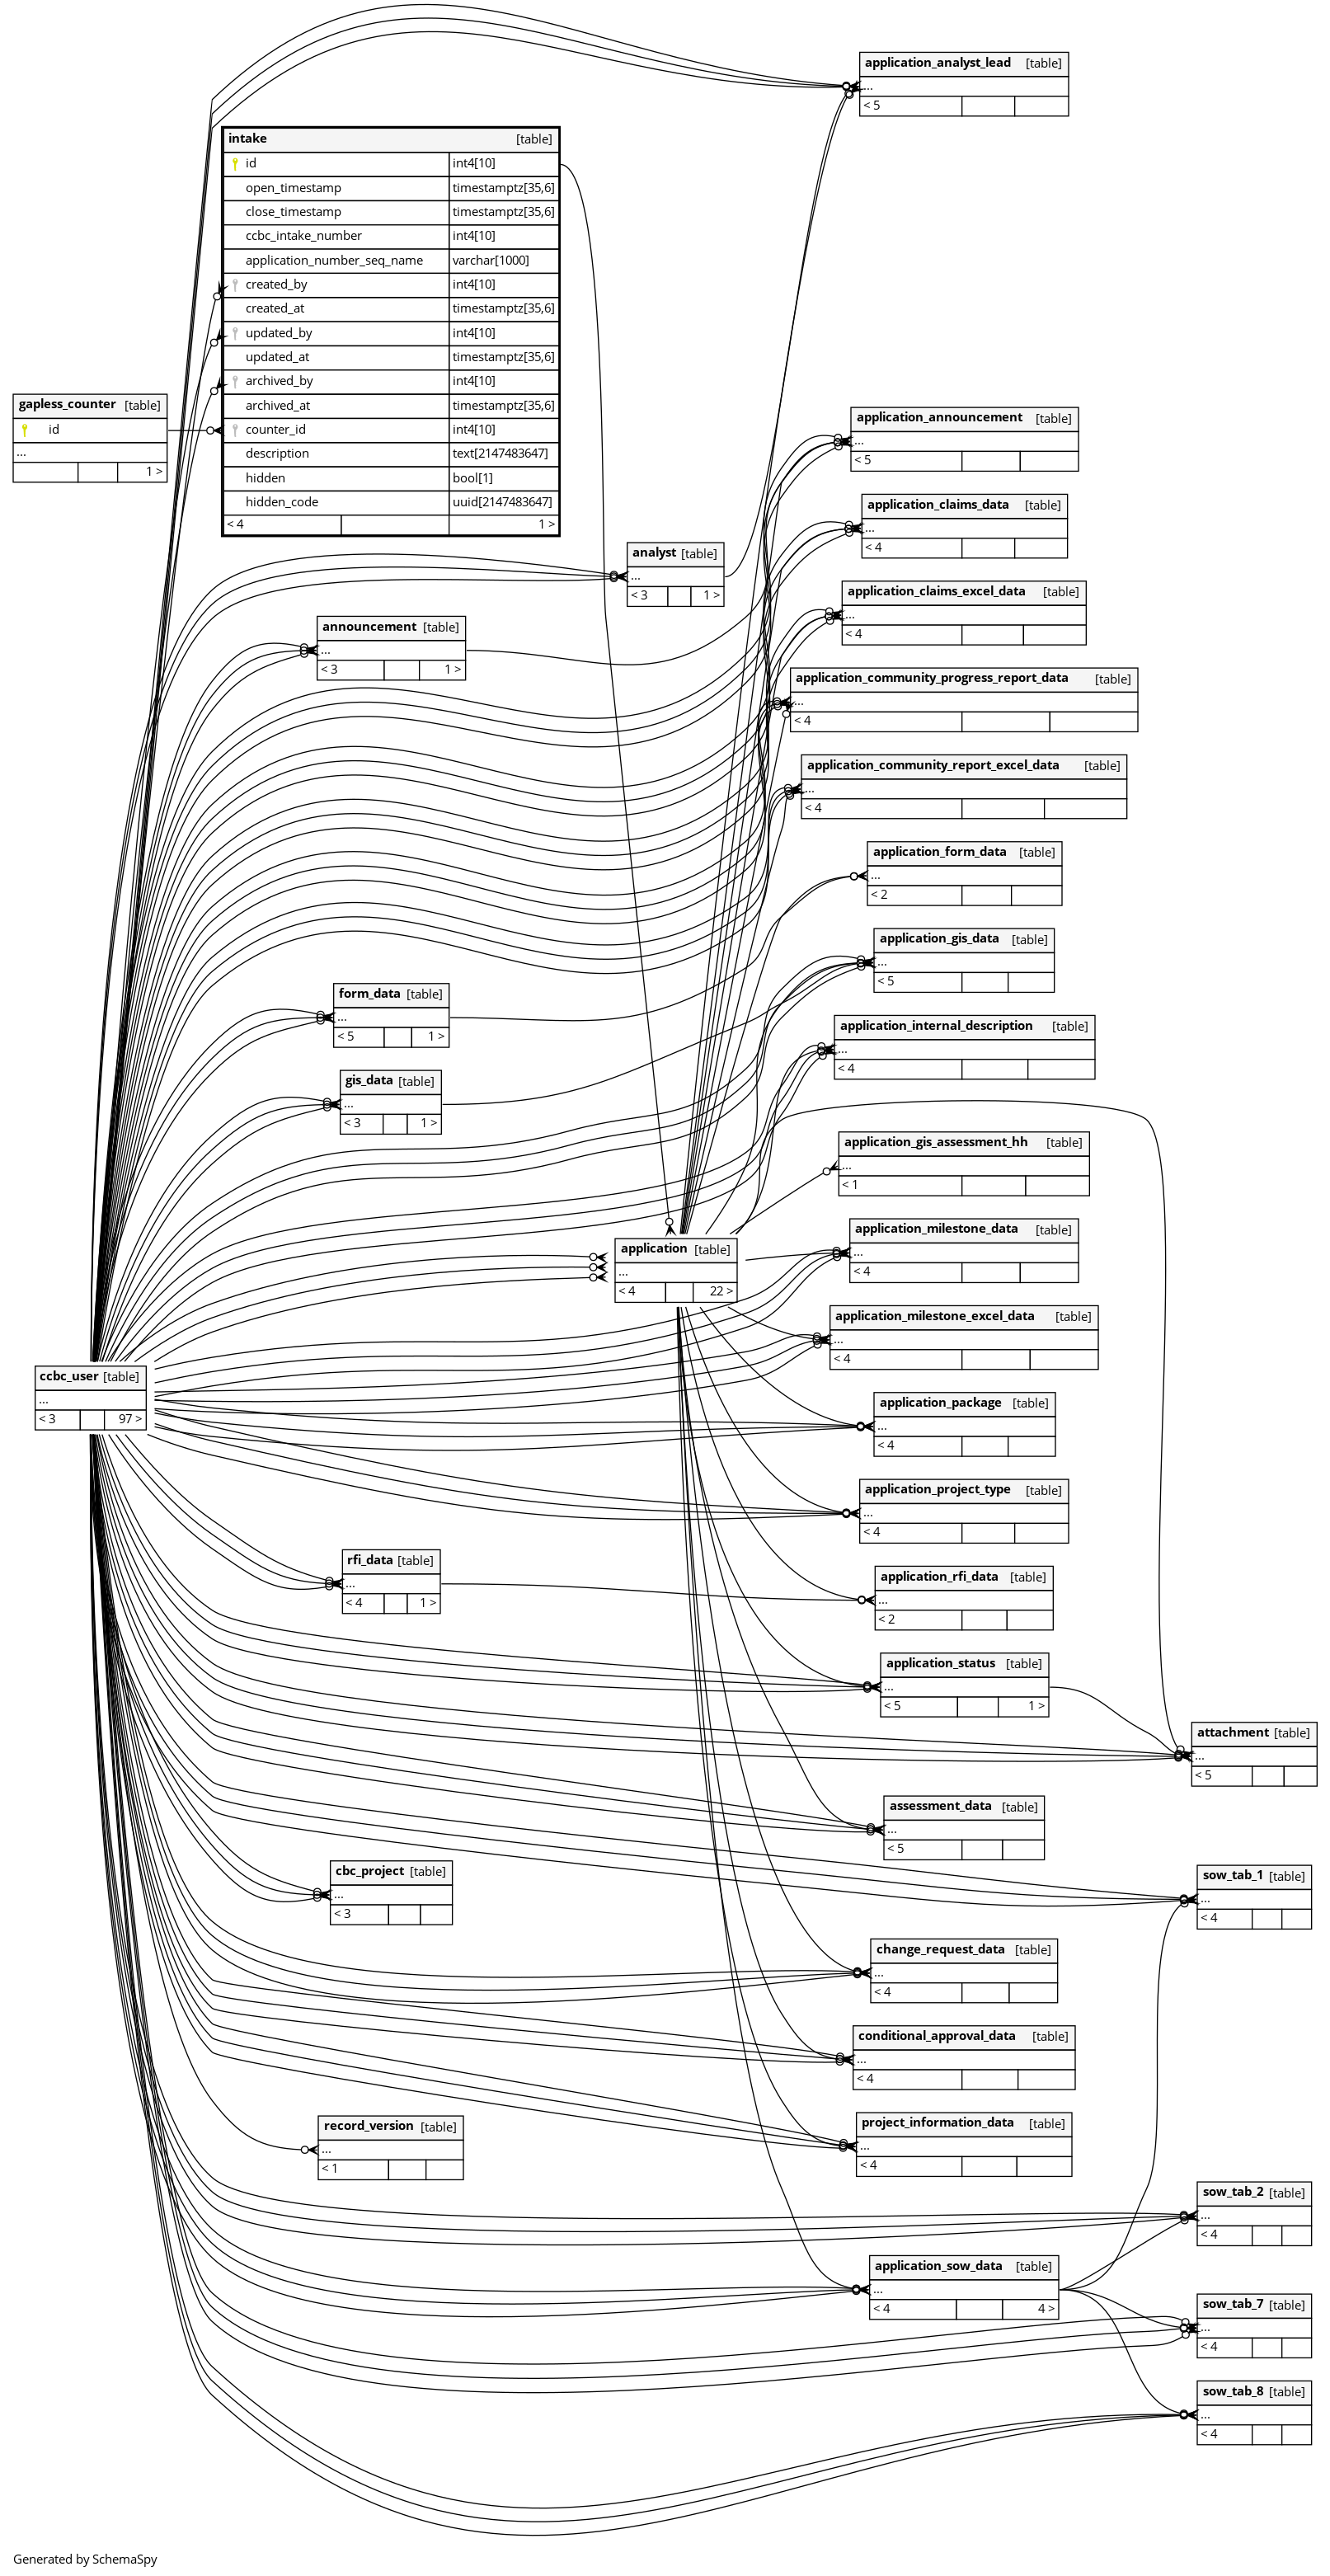 application_analyst_lead [table]
...
< 5
intake [table]
id int4[10]
open_timestamp timestamptz[35,6]
close_timestamp timestamptz[35,6]
ccbc_intake_number int4[10]
application_number_seq_name varchar[1000]
created_by int4[10]
created_at timestamptz[35,6]
updated_by int4[10]
updated_at timestamptz[35,6]
archived_by int4[10]
archived_at timestamptz[35,6]
counter_id int4[10]
description text[2147483647]
hidden bool[1]
hidden_code uuid[2147483647]
< 4 1 >
gapless_counter [table]
id
...
1 >
application_announcement [table]
...
< 5
application_claims_data [table]
...
< 4
analyst [table]
...
< 3 1 >
application_claims_excel_data [table]
...
< 4
announcement [table]
...
< 3 1 >
application_community_progress_report_data [table]
...
< 4
application_community_report_excel_data [table]
...
< 4
application_form_data [table]
...
< 2
application_gis_data [table]
...
< 5
form_data [table]
...
< 5 1 >
application_internal_description [table]
...
< 4
gis_data [table]
...
< 3 1 >
application_gis_assessment_hh [table]
...
< 1
application_milestone_data [table]
...
< 4
application [table]
...
< 4 22 >
application_milestone_excel_data [table]
...
< 4
ccbc_user [table]
...
< 3 97 >
application_package [table]
...
< 4
application_project_type [table]
...
< 4
rfi_data [table]
...
< 4 1 >
application_rfi_data [table]
...
< 2
application_status [table]
...
< 5 1 >
attachment [table]
...
< 5
assessment_data [table]
...
< 5
cbc_project [table]
...
< 3
sow_tab_1 [table]
...
< 4
change_request_data [table]
...
< 4
conditional_approval_data [table]
...
< 4
record_version [table]
...
< 1
project_information_data [table]
...
< 4
sow_tab_2 [table]
...
< 4
application_sow_data [table]
...
< 4 4 >
sow_tab_7 [table]
...
< 4
sow_tab_8 [table]
...
< 4
Generated by SchemaSpy